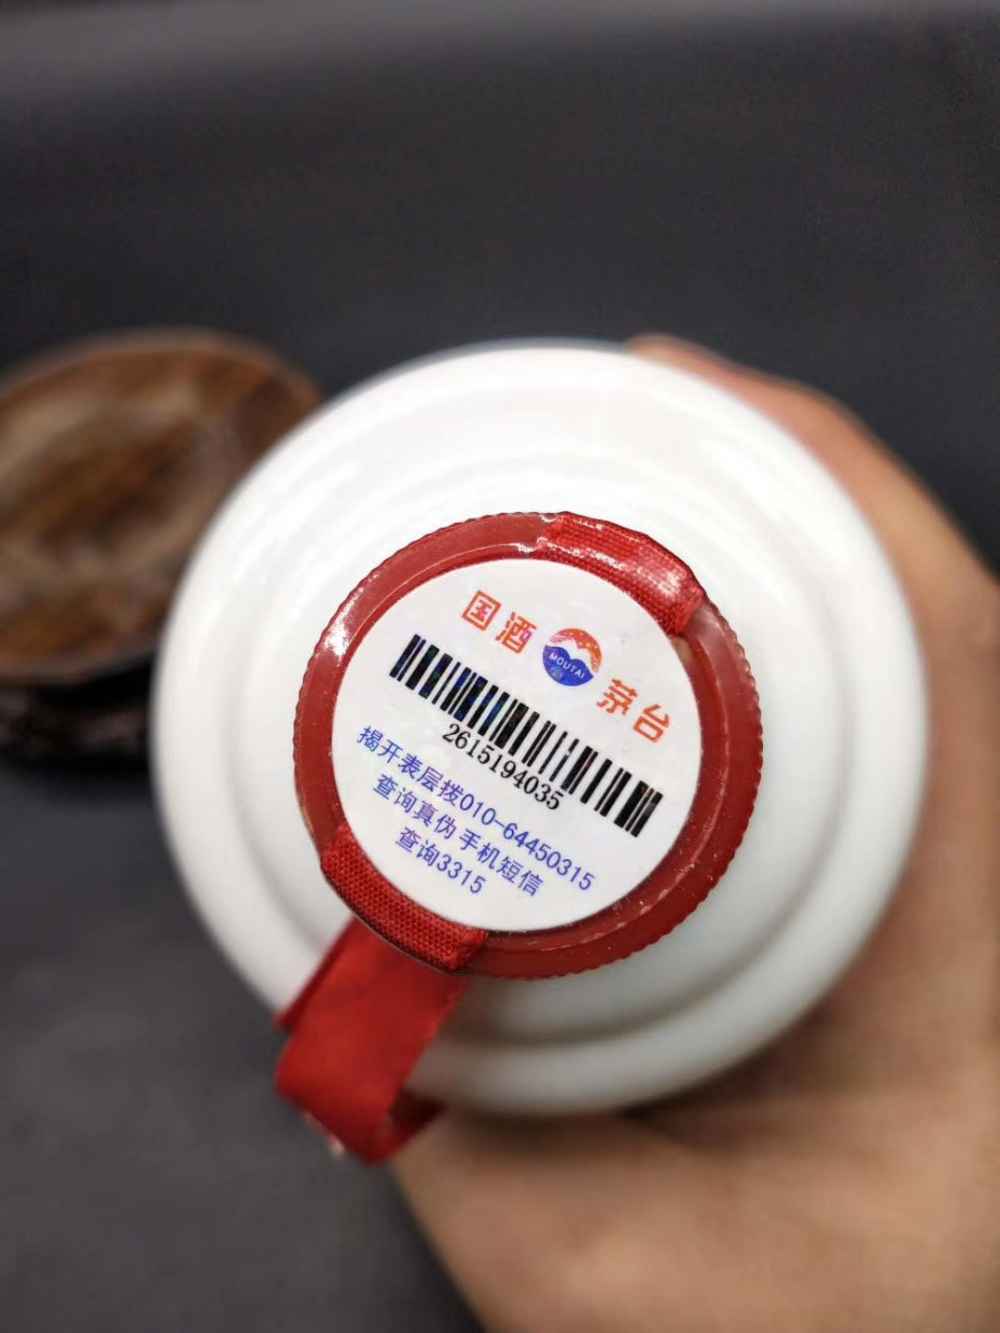 国酒 MOUTAI 茅台
2615194035
揭开表层拨010-64450315
查询真伪 手机短信
查询3315